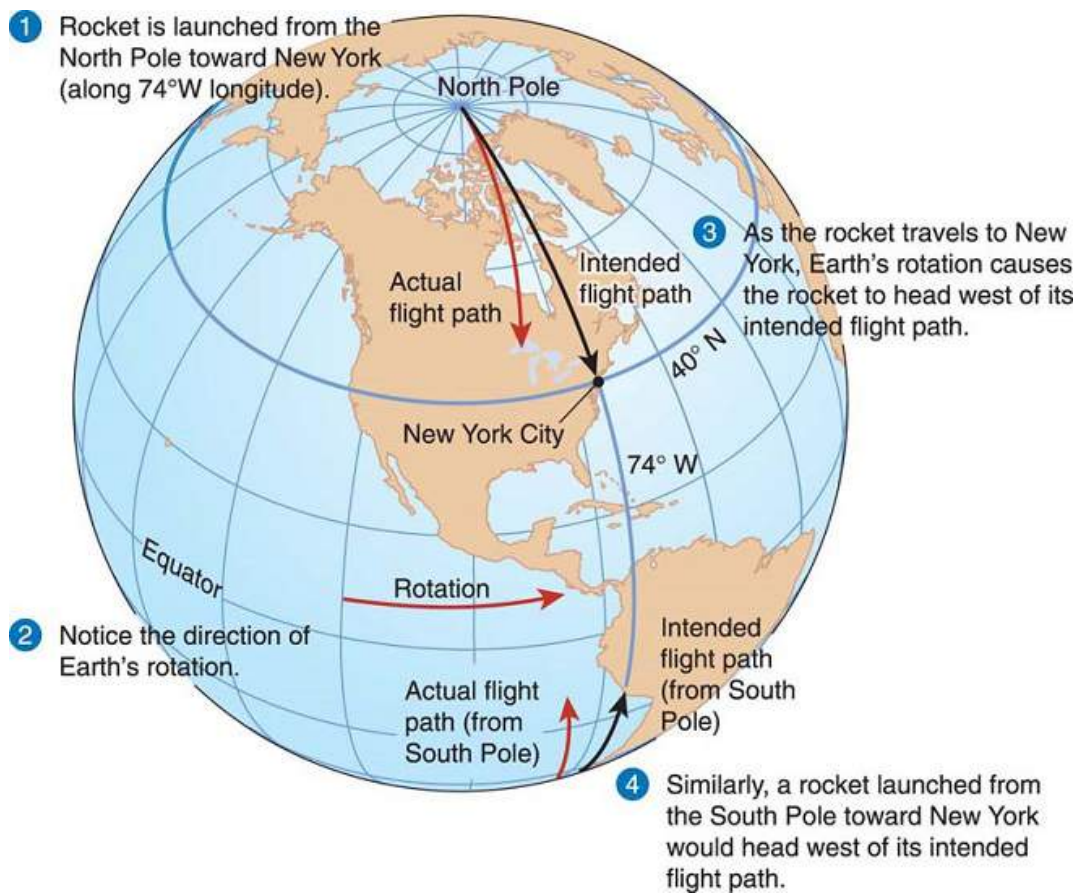 1 Rocket is launched from the
North Pole toward New York
(along 74°W longitude).
North Pole
3 As the rocket travels to New
York, Earth's rotation causes
the rocket to head west of its
intended flight path.
Actual
flight path
Intended
flight path
40° N
New York City
74° W
Equator
Rotation
2 Notice the direction of
Earth's rotation.
Actual flight
path (from
South Pole)
Intended
flight path
(from South
Pole)
4 Similarly, a rocket launched from
the South Pole toward New York
would head west of its intended
flight path.